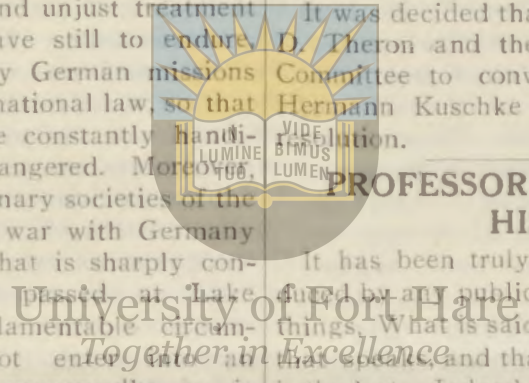 nd unjust treatment
ave still to endure,
y German missions
national law, so that
e constantly handi-
angered. Moreover,
nary societies of the
war with Germany
hat is sharply con-
passed at Lake
lamentable circum-
ot enter into an
It was decided tha
D. Theron and the
Committee to conv
Hermann Kuschke
resolution.
PROFESSOR
HI
It has been truly
by any public
things. What is said
that speaks, and tha
IN LUMINE TUO
VIDEBIMUS LUMEN
University of Fort Hare
Together in Excellence